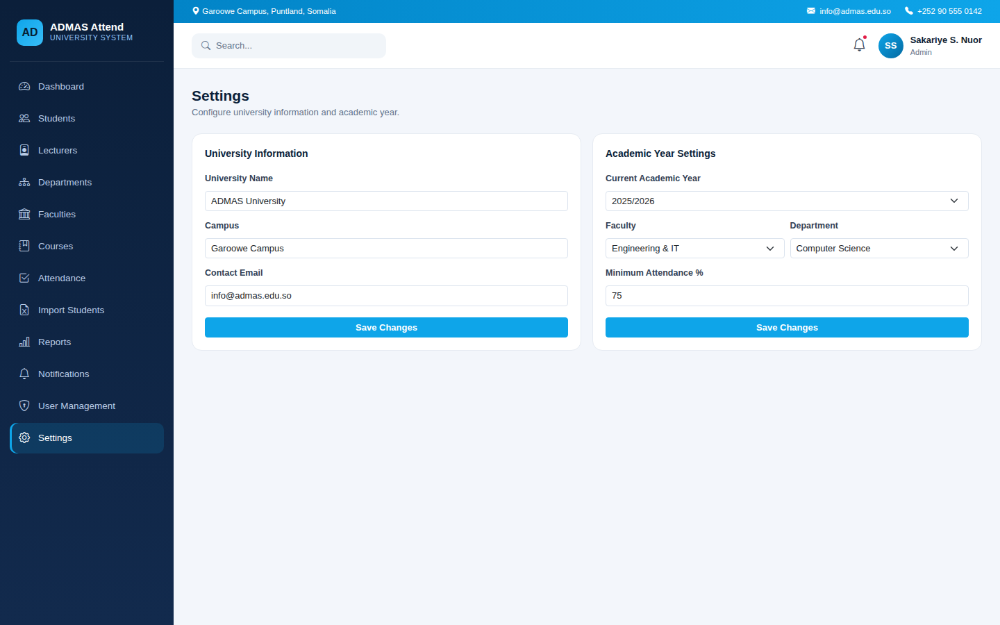 AD
ADMAS Attend
UNIVERSITY SYSTEM
Dashboard
Students
Lecturers
Departments
Faculties
Courses
Attendance
Import Students
Reports
Notifications
User Management
Settings
Garoowe Campus, Puntland, Somalia
info@admas.edu.so
+252 90 555 0142
Search...
SS
Sakariye S. Nuor
Admin
Settings
Configure university information and academic year.
University Information
University Name
ADMAS University
Campus
Garoowe Campus
Contact Email
info@admas.edu.so
Save Changes
Academic Year Settings
Current Academic Year
2025/2026
Faculty
Department
Engineering & IT
Computer Science
Minimum Attendance %
75
Save Changes